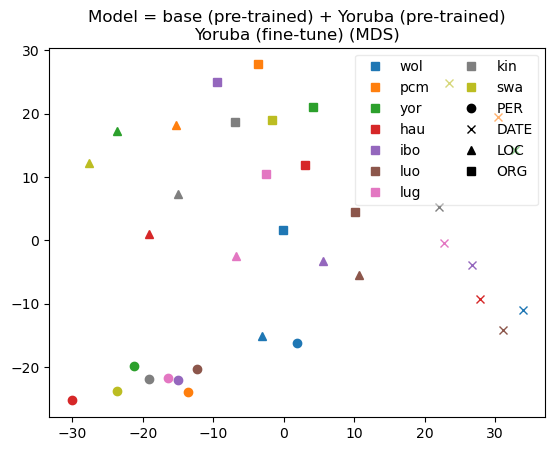 Model = base (pre-trained) + Yoruba (pre-trained)
Yoruba (fine-tune) (MDS)
30
20
10
0
−10
−20
−30
−20
−10
0
10
20
30
wol
pcm
yor
hau
ibo
luo
lug
kin
swa
PER
DATE
LOC
ORG